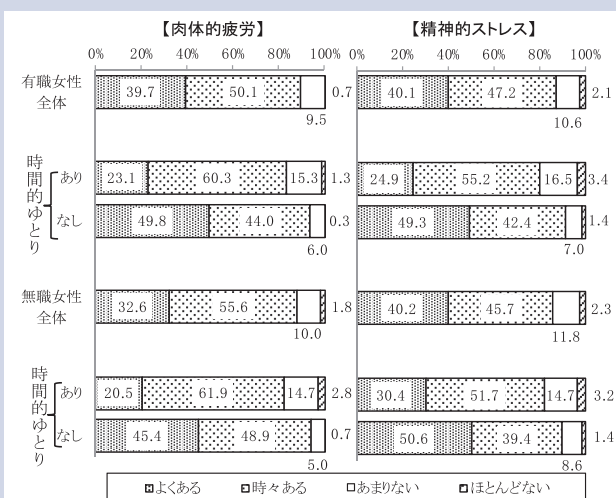 【肉体的疲労】 【精神的ストレス】
0% 20% 40% 60% 80% 100% 0% 20% 40% 60% 80% 100%
有職女性
全体
39.7 50.1 0.7 40.1 47.2 2.1
9.5 10.6
時間的ゆとり
あり 23.1 60.3 15.3 1.3 24.9 55.2 16.5 3.4
なし 49.8 44.0 0.3 49.3 42.4 1.4
6.0 7.0
無職女性
全体
32.6 55.6 1.8 40.2 45.7 2.3
10.0 11.8
時間的ゆとり
あり 20.5 61.9 14.7 2.8 30.4 51.7 14.7 3.2
なし 45.4 48.9 0.7 50.6 39.4 1.4
5.0 8.6
よくある 時々ある あまりない ほとんどない